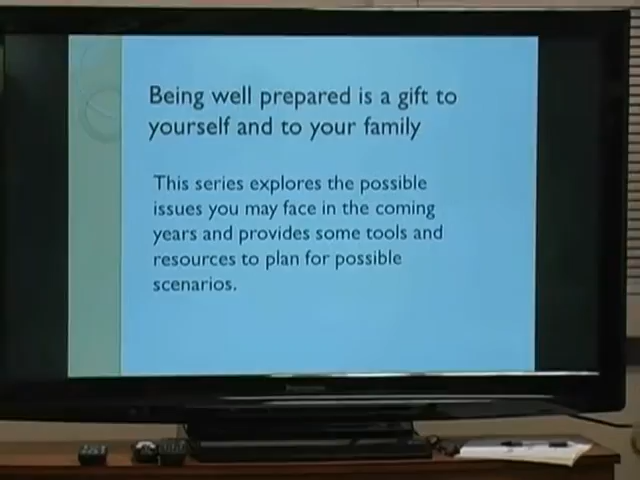 Being well prepared is a gift to
yourself and to your family
This series explores the possible
issues you may face in the coming
years and provides some tools and
resources to plan for possible
scenarios.